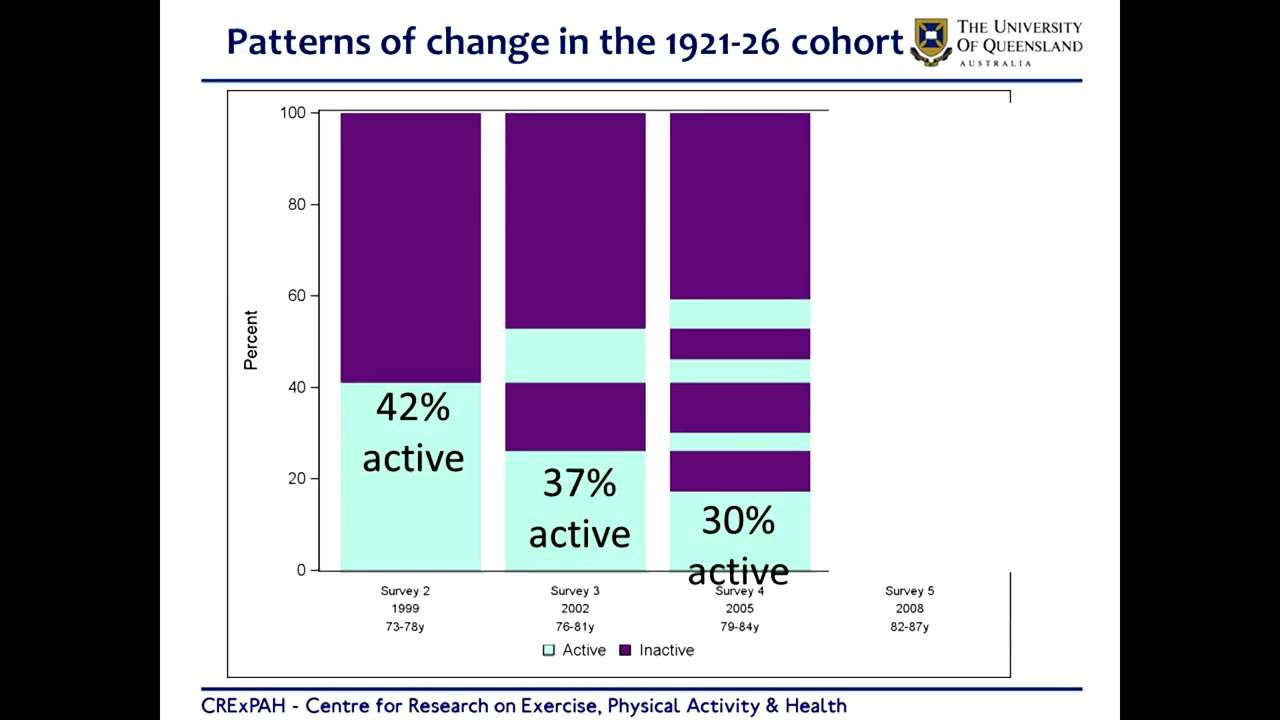 Patterns of change in the 1921-26 cohort
THE UNIVERSITY
OF QUEENSLAND
AUSTRALIA
100
80
60
40
20
0
Percent
42%
active
37%
active
30%
active
Survey 2
1999
73-78y
Survey 3
2002
76-81y
Survey 4
2005
79-84y
Survey 5
2008
82-87y
Active
Inactive
CRExPAH - Centre for Research on Exercise, Physical Activity & Health